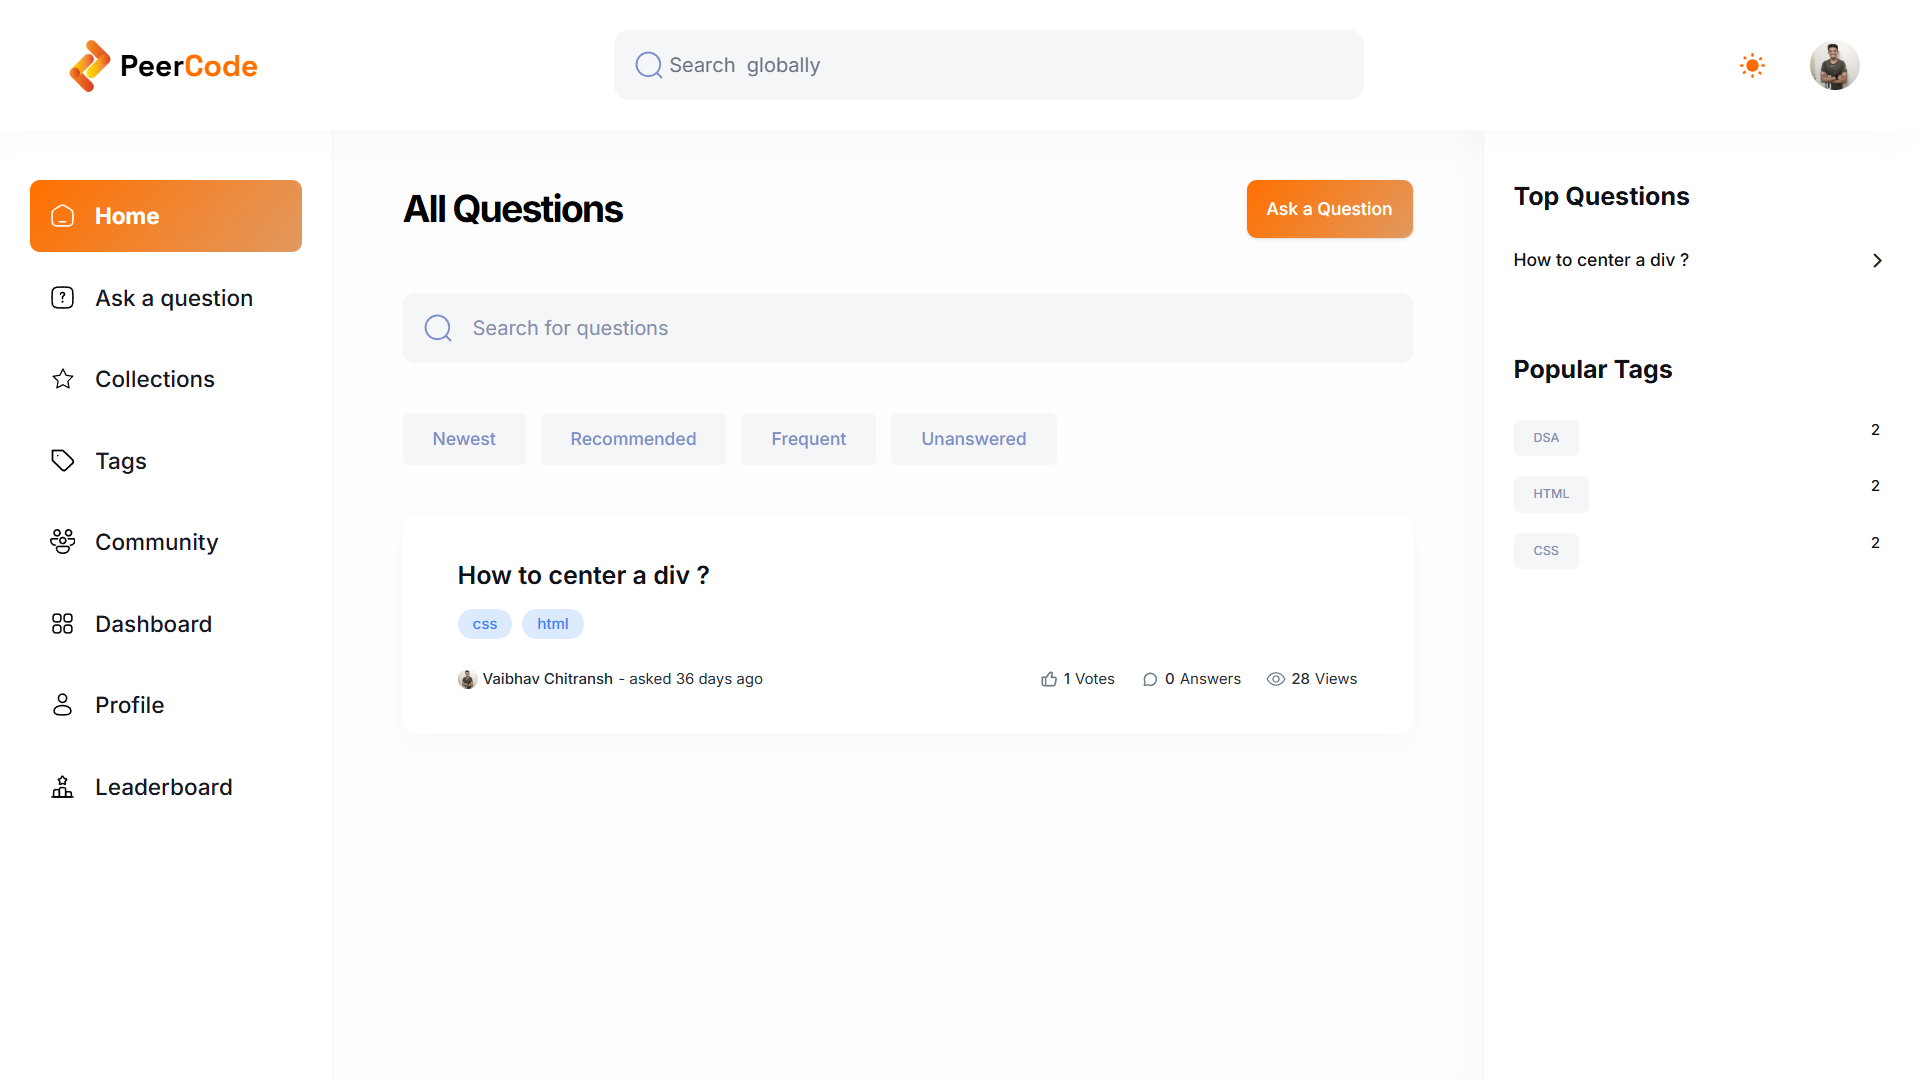 PeerCode
Search globally
Home
Ask a question
Collections
Tags
Community
Dashboard
Profile
Leaderboard
All Questions
Ask a Question
Search for questions
Newest
Recommended
Frequent
Unanswered
How to center a div ?
css
html
Vaibhav Chitransh - asked 36 days ago
1 Votes
0 Answers
28 Views
Top Questions
How to center a div ?
Popular Tags
DSA 2
HTML 2
CSS 2